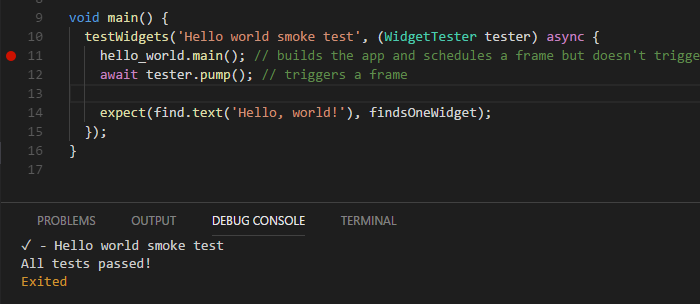 9 void main() {
10 testWidgets('Hello world smoke test', (WidgetTester tester) async {
11 hello_world.main(); // builds the app and schedules a frame but doesn't trigge
12 await tester.pump(); // triggers a frame
13
14 expect(find.text('Hello, world!'), findsOneWidget);
15 });
16 }
17
PROBLEMS OUTPUT DEBUG CONSOLE TERMINAL
✓ - Hello world smoke test
All tests passed!
Exited